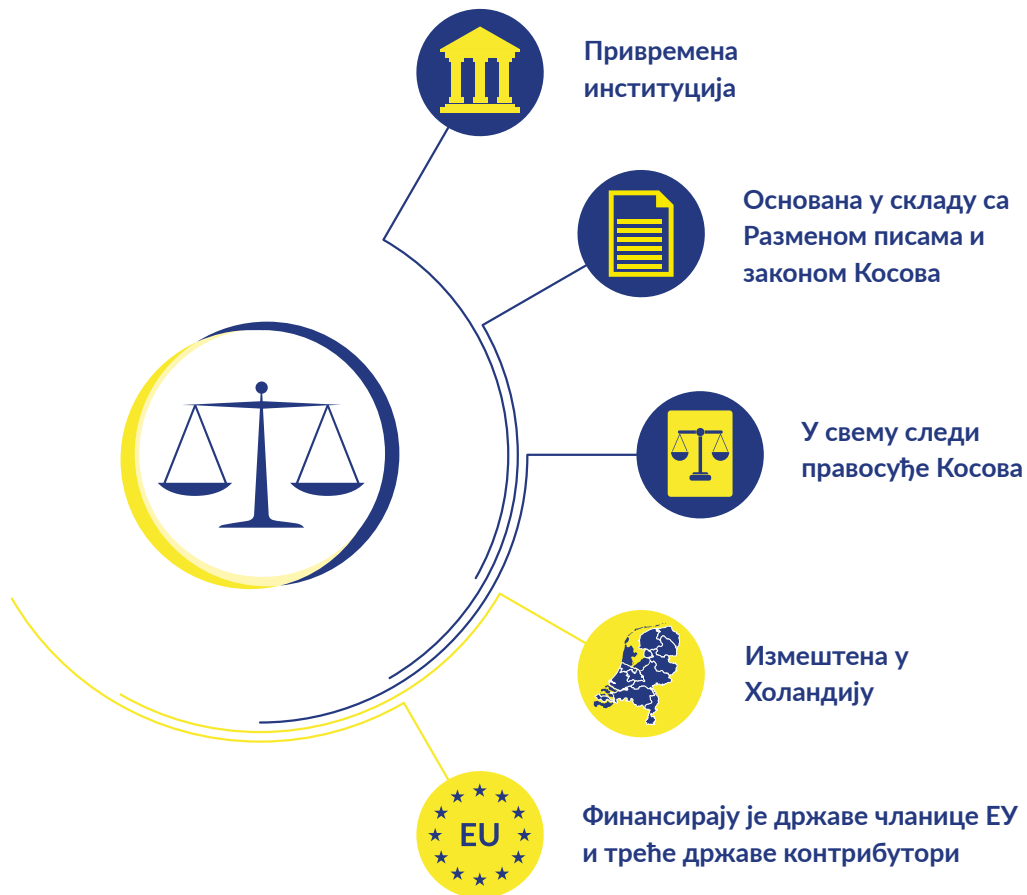 Привремена
институција
Основана у складу са
Разменом писама и
законом Косова
У свему следи
правосуђе Косова
Измештена у
Холандију
EU
Финансирају је државе чланице ЕУ
и треће државе контрибутори